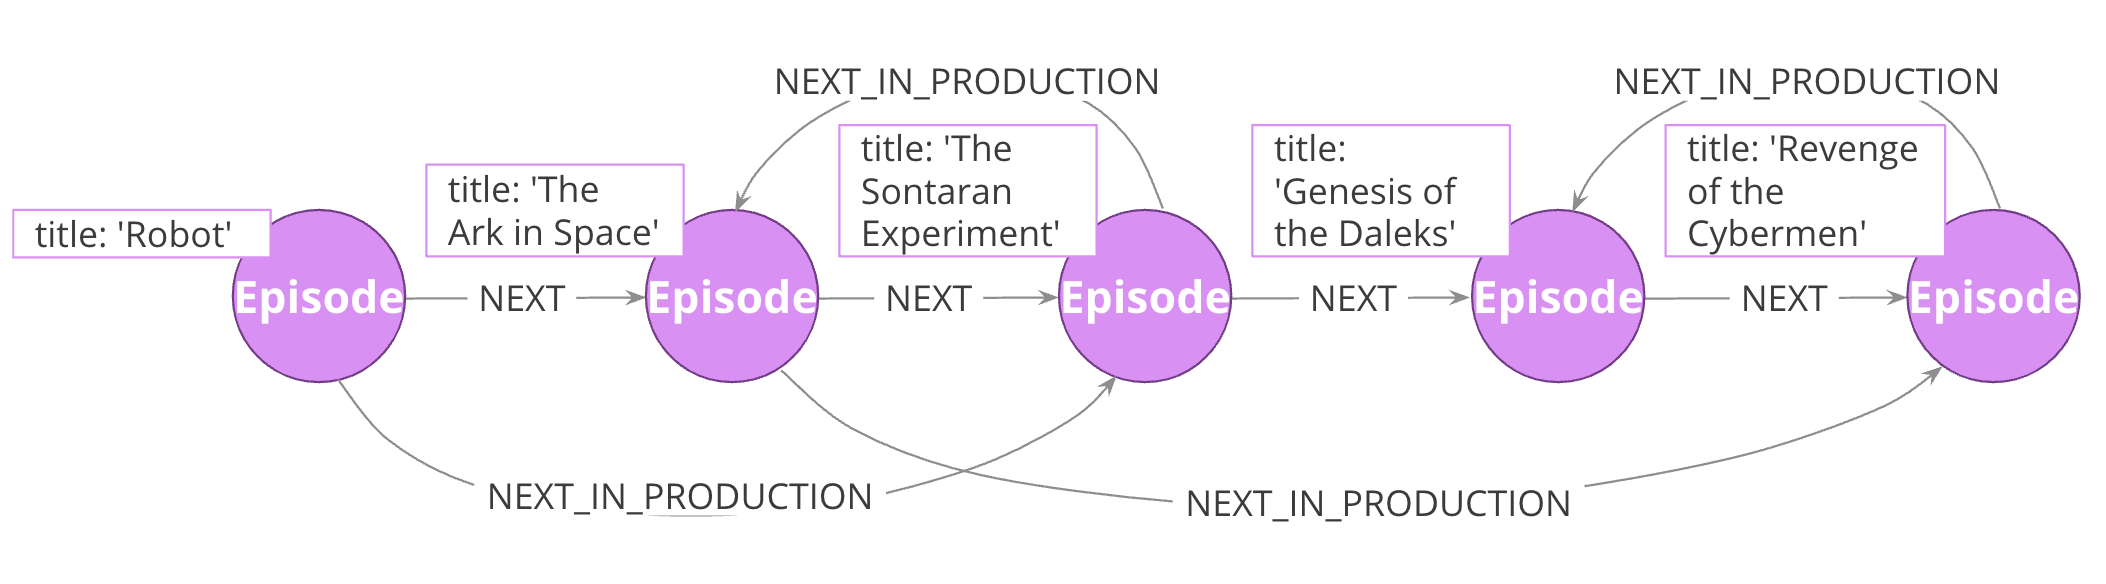 NEXT_IN_PRODUCTION
NEXT_IN_PRODUCTION
title: 'Robot'
title: 'The
Ark in Space'
title: 'The
Sontaran
Experiment'
title:
'Genesis of
the Daleks'
title: 'Revenge
of the
Cybermen'
Episode
NEXT
Episode
NEXT
Episode
NEXT
Episode
NEXT
Episode
NEXT_IN_PRODUCTION
NEXT_IN_PRODUCTION